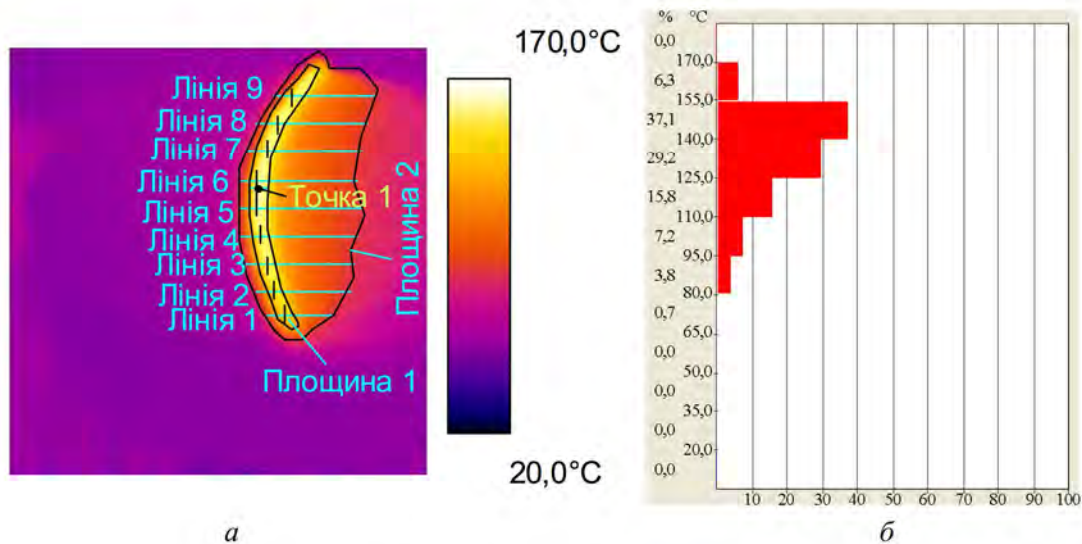 170,0°C
Лінія 9
Лінія 8
Лінія 7
Лінія 6
Точка 1
Лінія 5
Лінія 4
Лінія 3
Лінія 2
Лінія 1
Площина 2
Площина 1
20,0°C
а
% °C
0,0
170,0
6,3
155,0
37,1
140,0
29,2
125,0
15,8
110,0
7,2
95,0
3,8
80,0
0,7
65,0
0,0
50,0
0,0
35,0
0,0
20,0
0,0
10 20 30 40 50 60 70 80 90 100
б